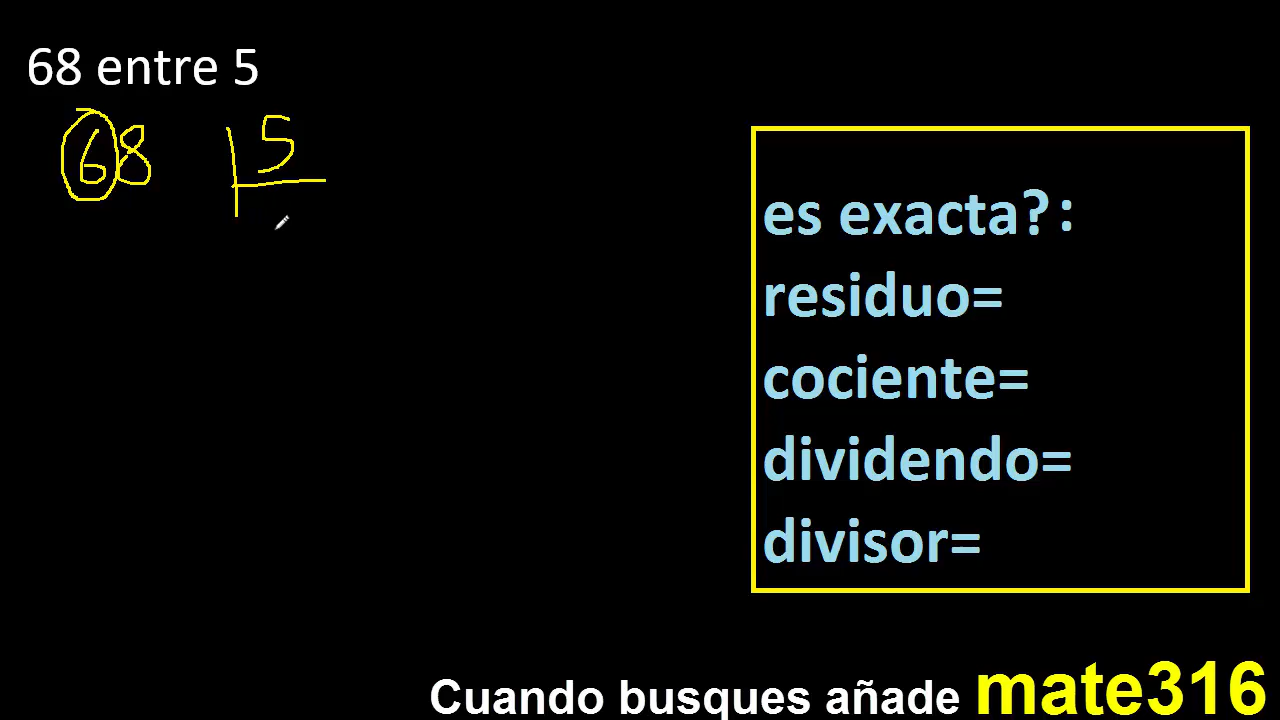 68 entre 5
68 5
es exacta?:
residuo=
cociente=
dividendo=
divisor=
Cuando busques añade mate316